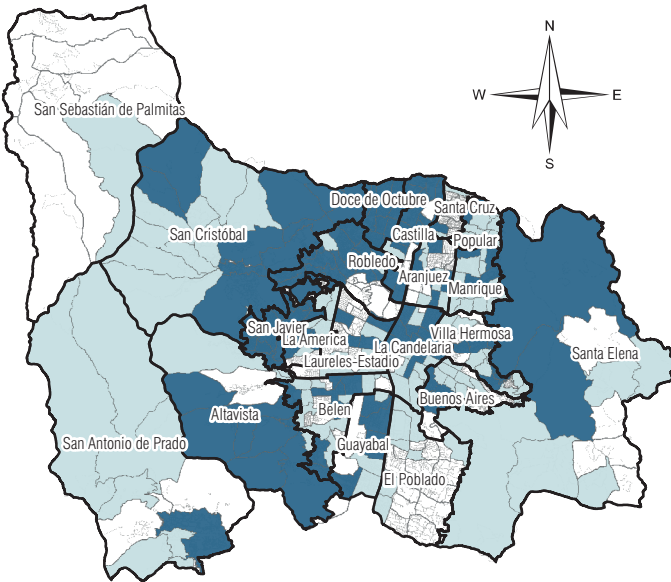 N
W
E
S
San Sebastián de Palmitas
Doce de Octubre
Santa Cruz
San Cristóbal
Castilla
Popular
Robledo
Aranjuez
Manrique
San Javier
La America
Villa Hermosa
La Candelaria
Laureles-Estadio
Santa Elena
Buenos Aires
Altavista
Belen
San Antonio de Prado
Guayabal
El Poblado